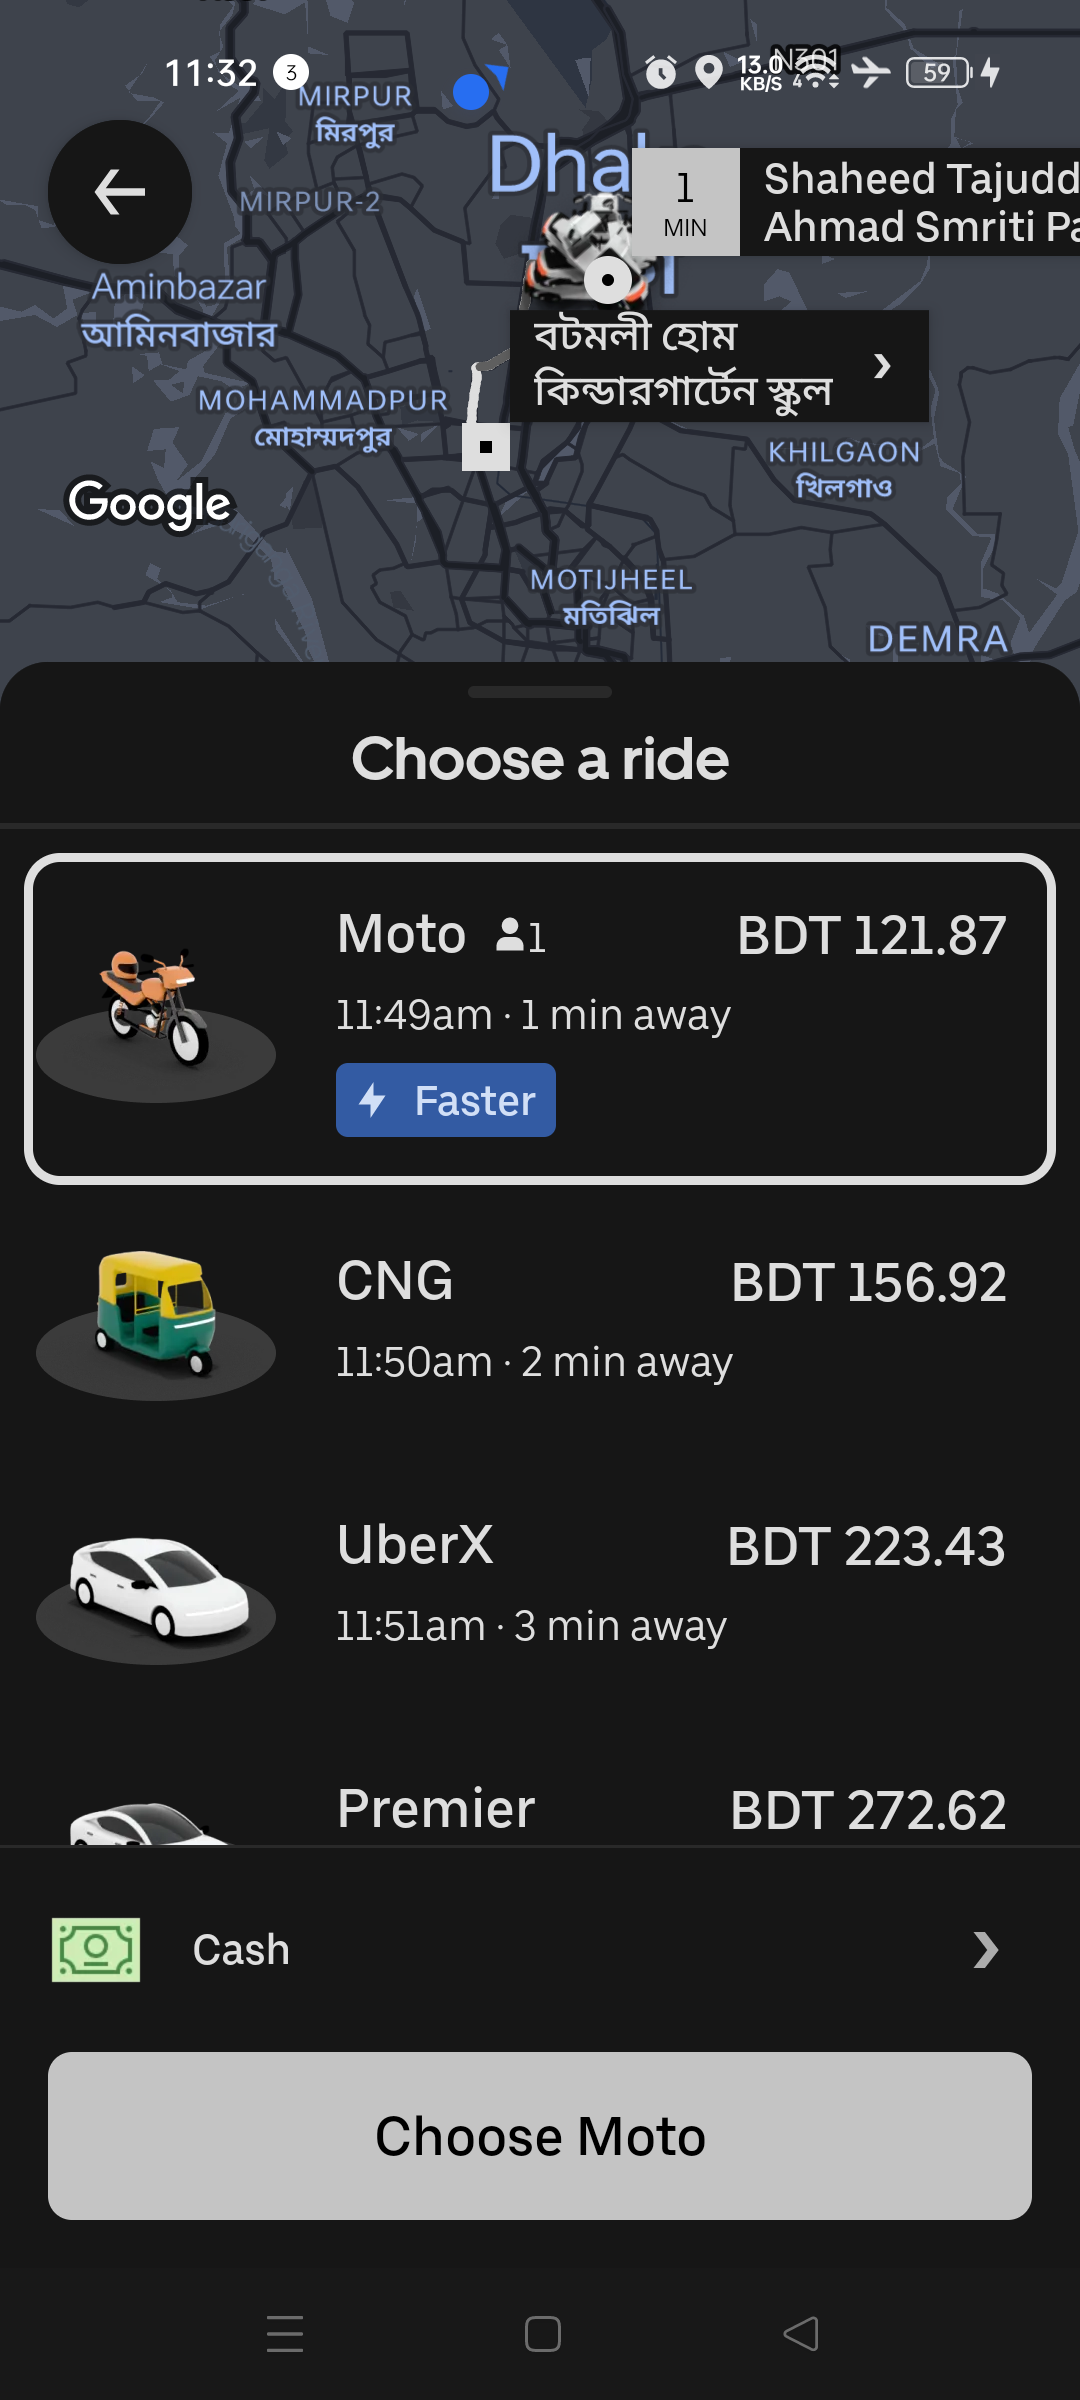 11:32
3
13.0
KB/S
N301
4
59
MIRPUR
মিরপুর
1
MIN
Shaheed Tajudd
Ahmad Smriti Pa
MIRPUR-2
Aminbazar
আমিনবাজার
বটমলী হোম
কিন্ডারগার্টেন স্কুল
MOHAMMADPUR
মোহাম্মদপুর
KHILGAON
খিলগাও
Google
MOTIJHEEL
মতিঝিল
DEMRA
Choose a ride
Moto 1 BDT 121.87
11:49am · 1 min away
Faster
CNG BDT 156.92
11:50am · 2 min away
UberX BDT 223.43
11:51am · 3 min away
Premier BDT 272.62
Cash
Choose Moto